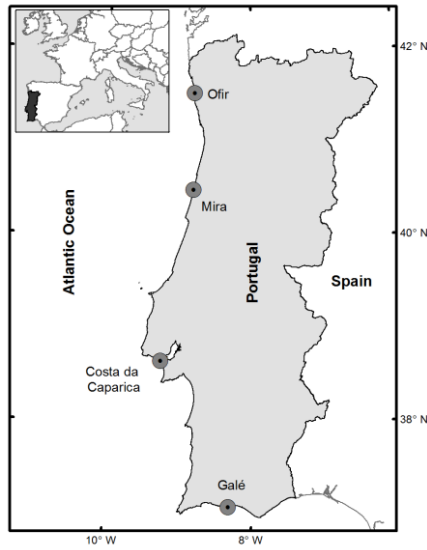 42° N
Ofir
Mira
Atlantic Ocean
Portugal
40° N
Spain
Costa da
Caparica
38° N
Galé
10° W
8° W